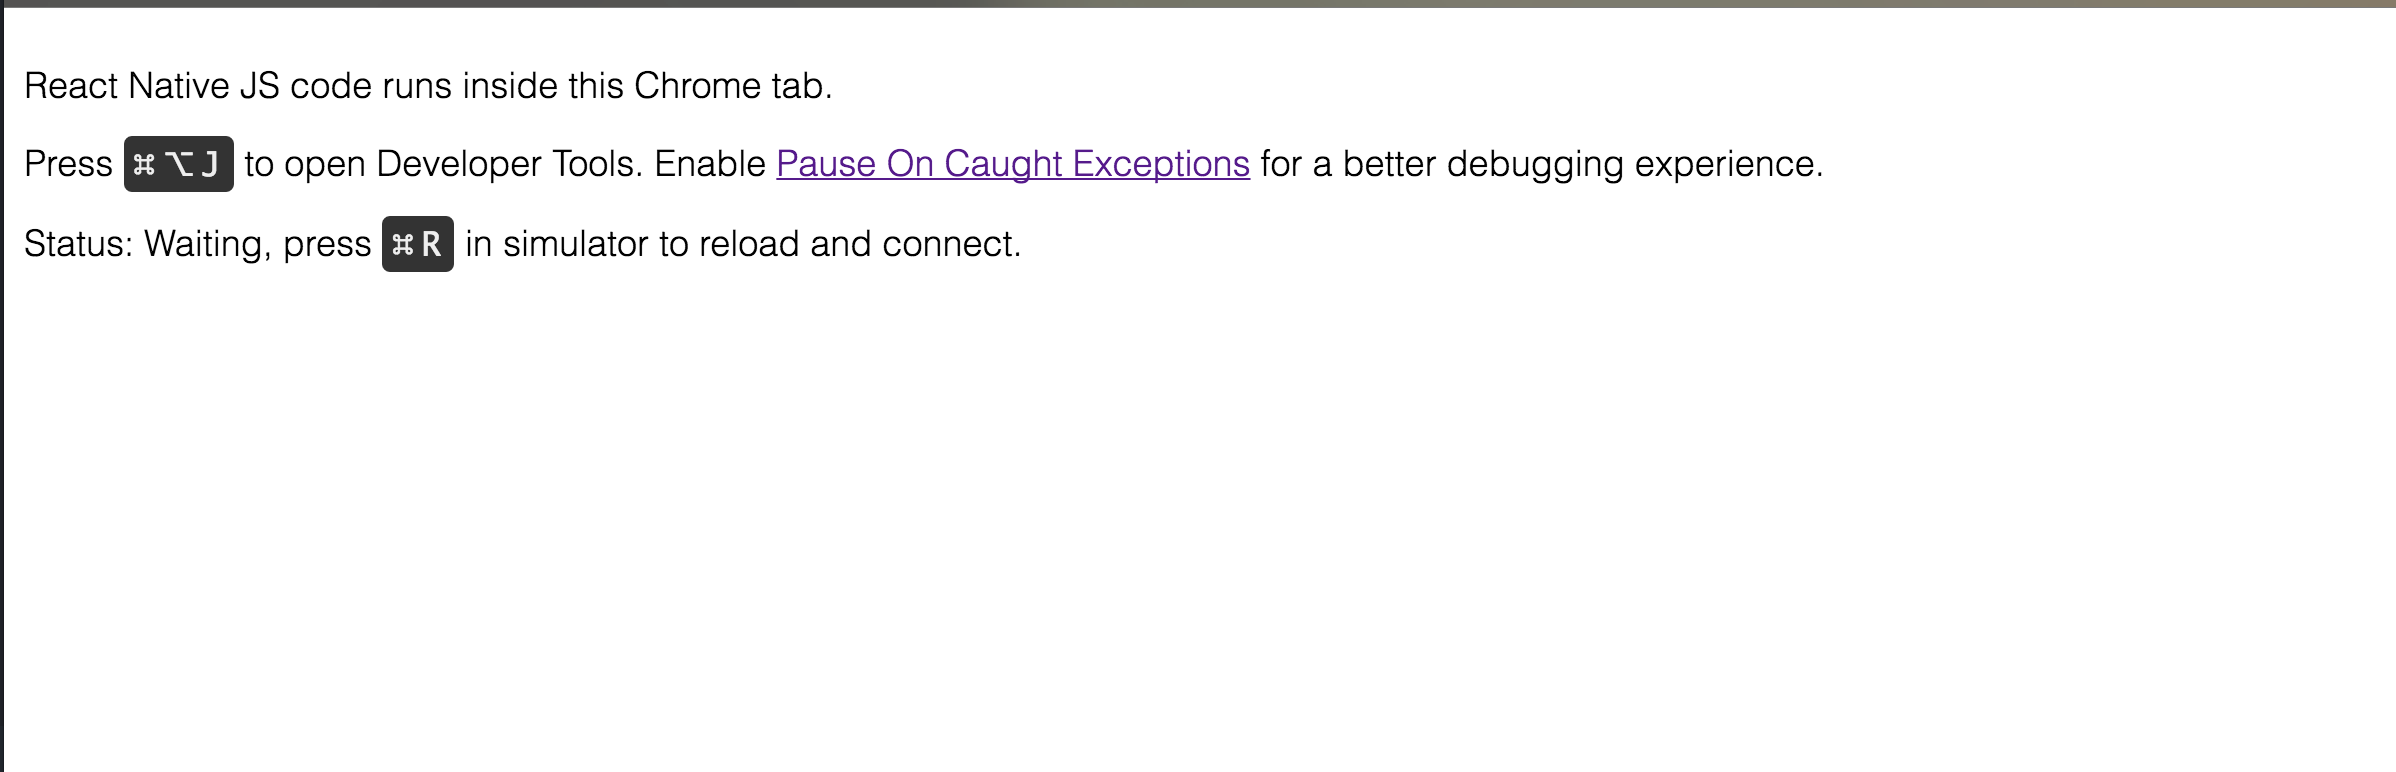 React Native JS code runs inside this Chrome tab.
Press ⌘⌥J to open Developer Tools. Enable Pause On Caught Exceptions for a better debugging experience.
Status: Waiting, press ⌘R in simulator to reload and connect.